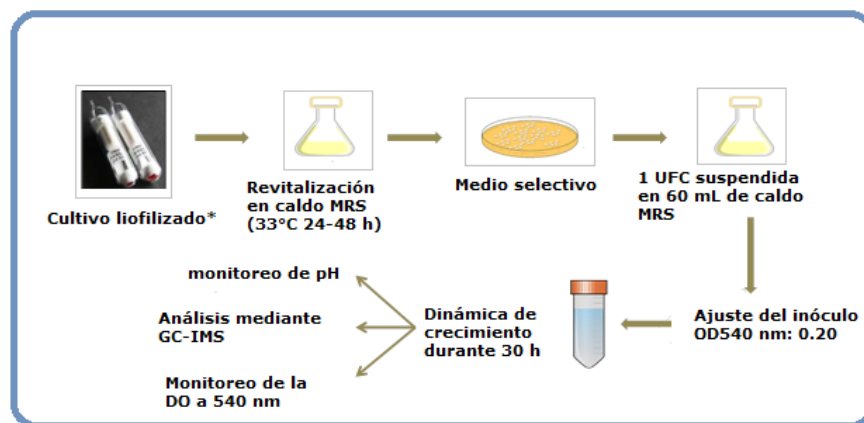 Cultivo liofilizado*
Revitalización
en caldo MRS
(33°C 24-48 h)
Medio selectivo
1 UFC suspendida
en 60 mL de caldo
MRS
Ajuste del inóculo
OD540 nm: 0.20
Dinámica de
crecimiento
durante 30 h
monitoreo de pH
Análisis mediante
GC-IMS
Monitoreo de la
DO a 540 nm